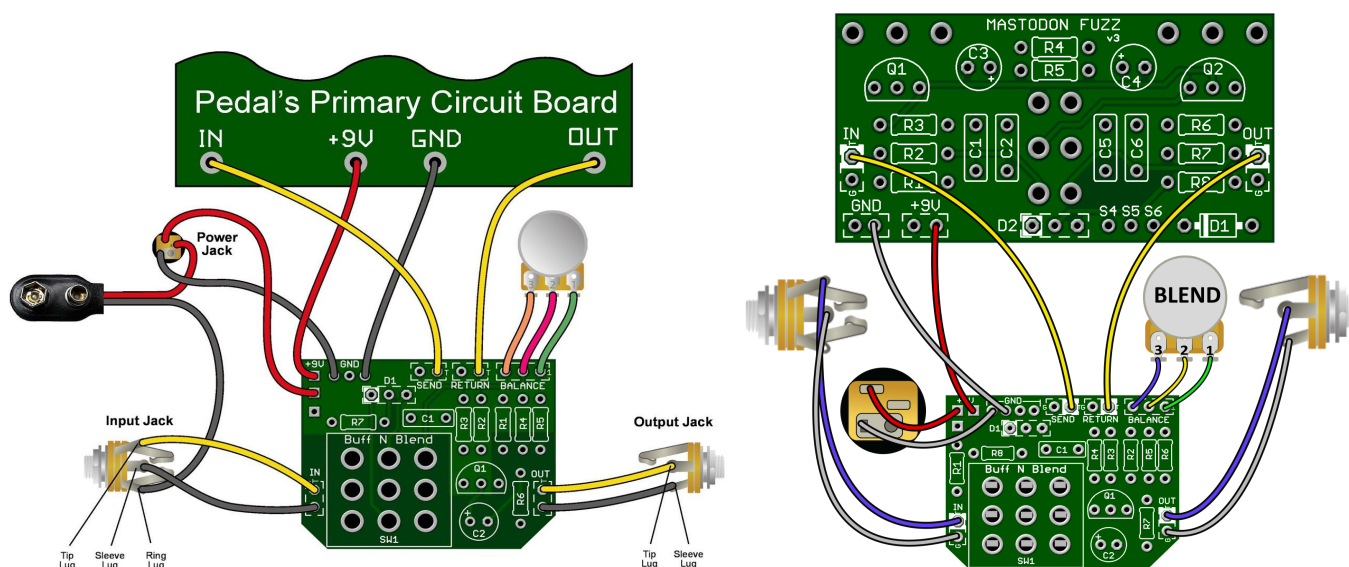 Pedal's Primary Circuit Board
IN
+9V
GND
OUT
Power
Jack
3 2 1
+9V
GND
D1
T
SEND
T
RETURN
1
BALANCE
R7
C1
R3
R2
R1
R4
R5
Buff N Blend
Q1
R6
C2
SW1
IN
OUT
Input Jack
Output Jack
Tip
Lug
Sleeve
Lug
Ring
Lug
Tip
Lug
Sleeve
Lug
MASTODON FUZZ
v3
C3
+
R4
R5
+
C4
Q1
Q2
IN
T
G
R3
R2
R1
C1
C2
C5
C6
R6
R7
R8
OUT
T
G
GND
+9V
D2
S4 S5 S6
D1
BLEND
3
2
1
GND
D1
G
SEND
TG
RETURN
BALANCE
R1
R8
C1
R4
R3
R2
R5
R6
Buff N Blend
Q1
R7
C2
SW1
IN
G
OUT
G